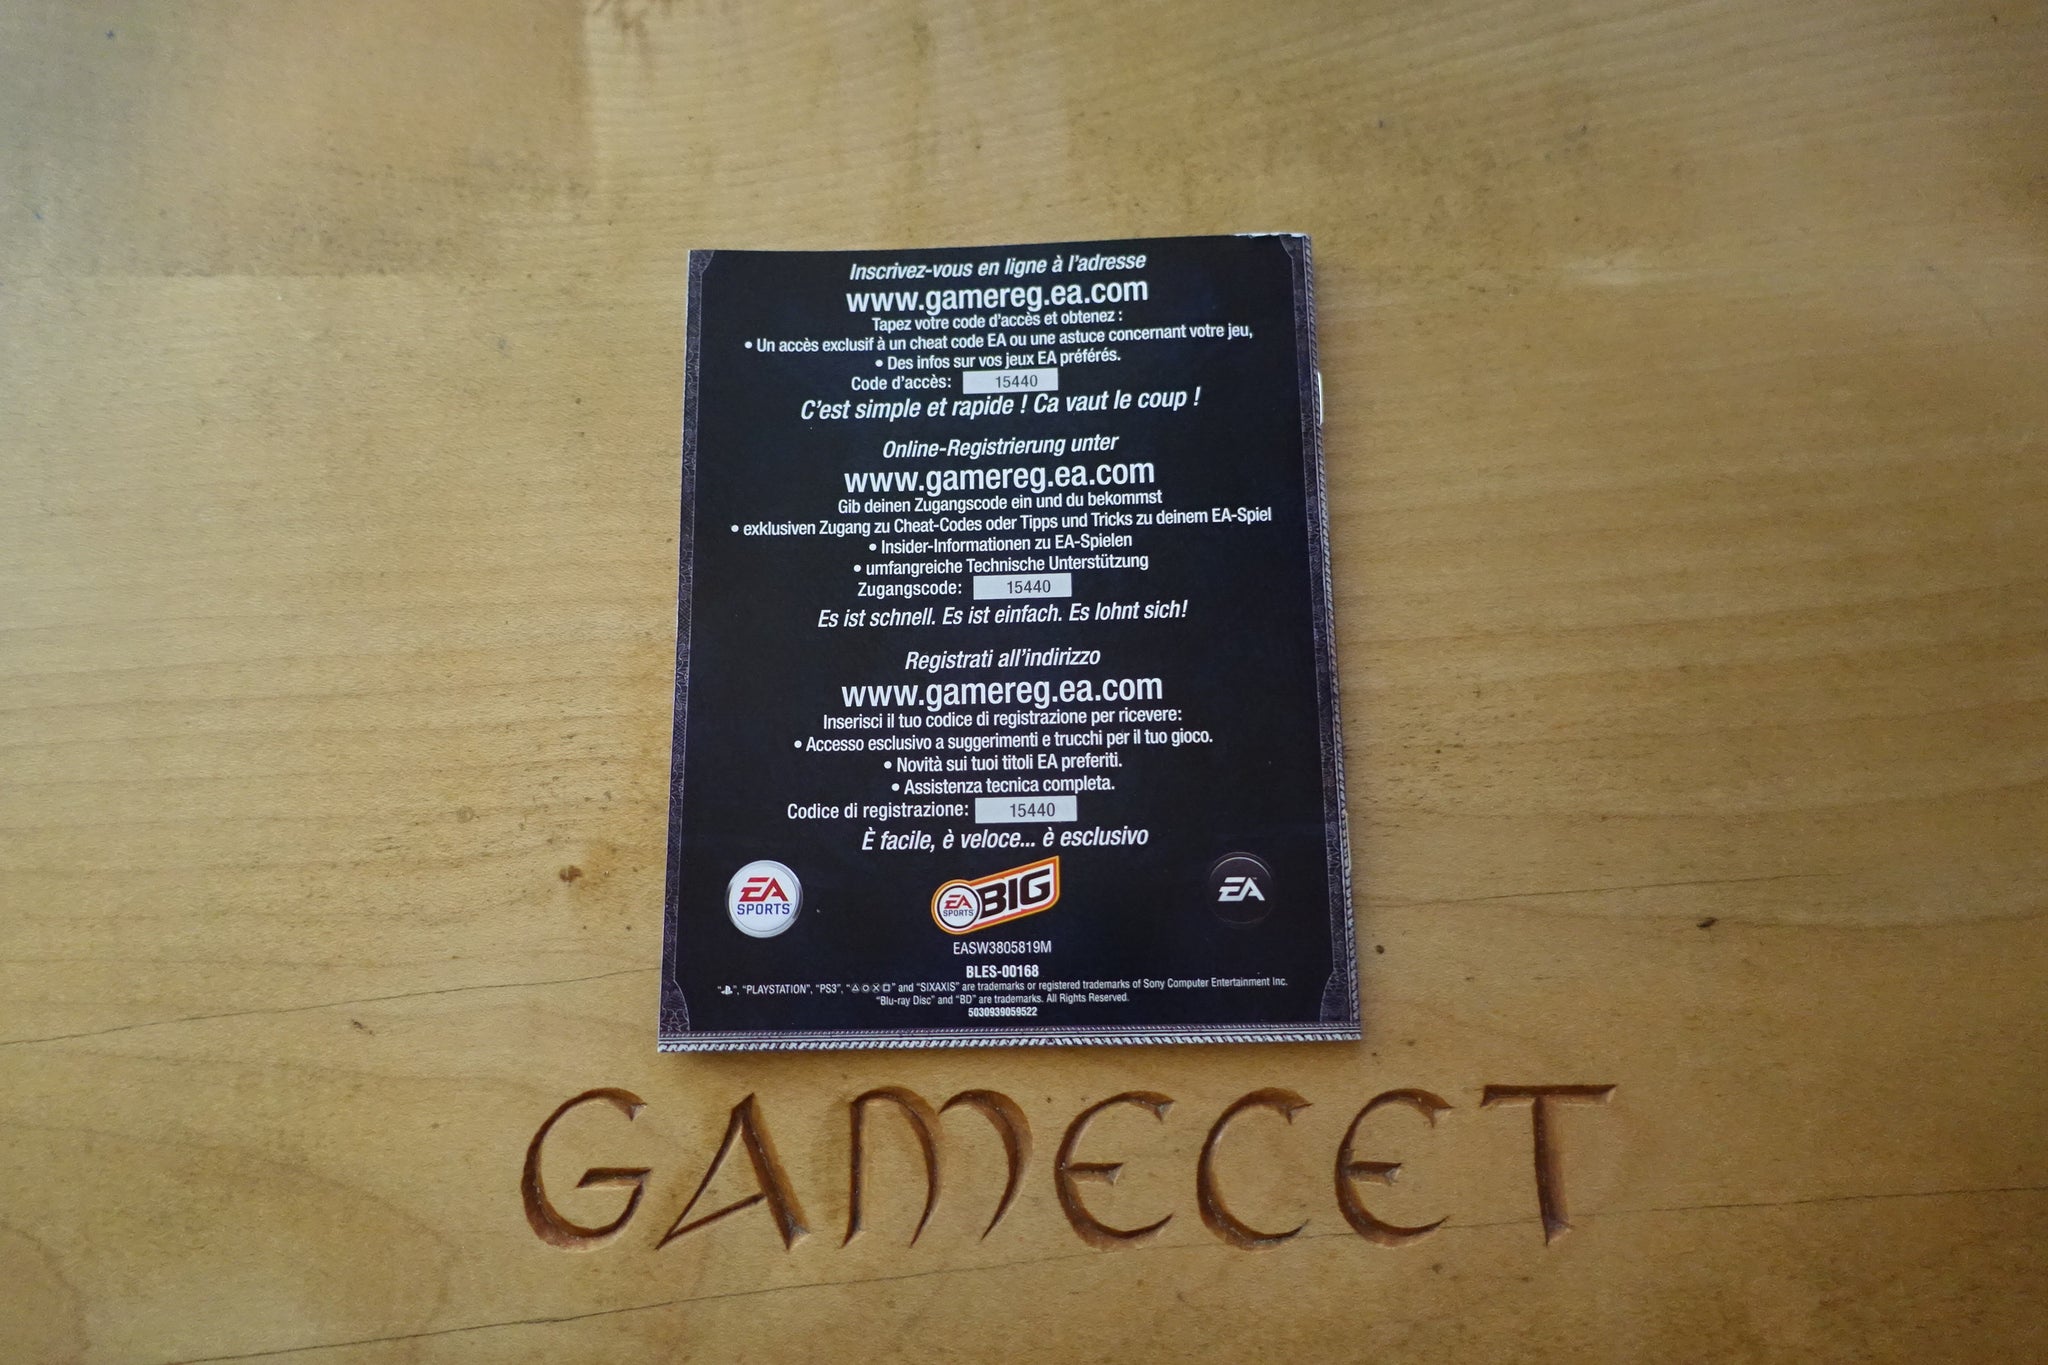 Inscrivez-vous en ligne à l'adresse
www.gamereg.ea.com
Tapez votre code d'accès et obtenez :
• Un accès exclusif à un cheat code EA ou une astuce concernant votre jeu,
• Des infos sur vos jeux EA préférés.
Code d'accès: 15440
C'est simple et rapide ! Ca vaut le coup !
Online-Registrierung unter
www.gamereg.ea.com
Gib deinen Zugangscode ein und du bekommst
• exklusiven Zugang zu Cheat-Codes oder Tipps und Tricks zu deinem EA-Spiel
• Insider-Informationen zu EA-Spielen
• umfangreiche Technische Unterstützung
Zugangscode: 15440
Es ist schnell. Es ist einfach. Es lohnt sich!
Registrati all'indirizzo
www.gamereg.ea.com
Inserisci il tuo codice di registrazione per ricevere:
• Accesso esclusivo a suggerimenti e trucchi per il tuo gioco.
• Novità sui tuoi titoli EA preferiti.
• Assistenza tecnica completa.
Codice di registrazione: 15440
È facile, è veloce... è esclusivo
EA SPORTS
EA SPORTS BIG
EA
EASW3805819M
BLES-00168
"", "PLAYSTATION", "PS3", "△○✕□" and "SIXAXIS" are trademarks or registered trademarks of Sony Computer Entertainment Inc.
"Blu-ray Disc" and "BD" are trademarks. All Rights Reserved.
5030939059522
GAMECET